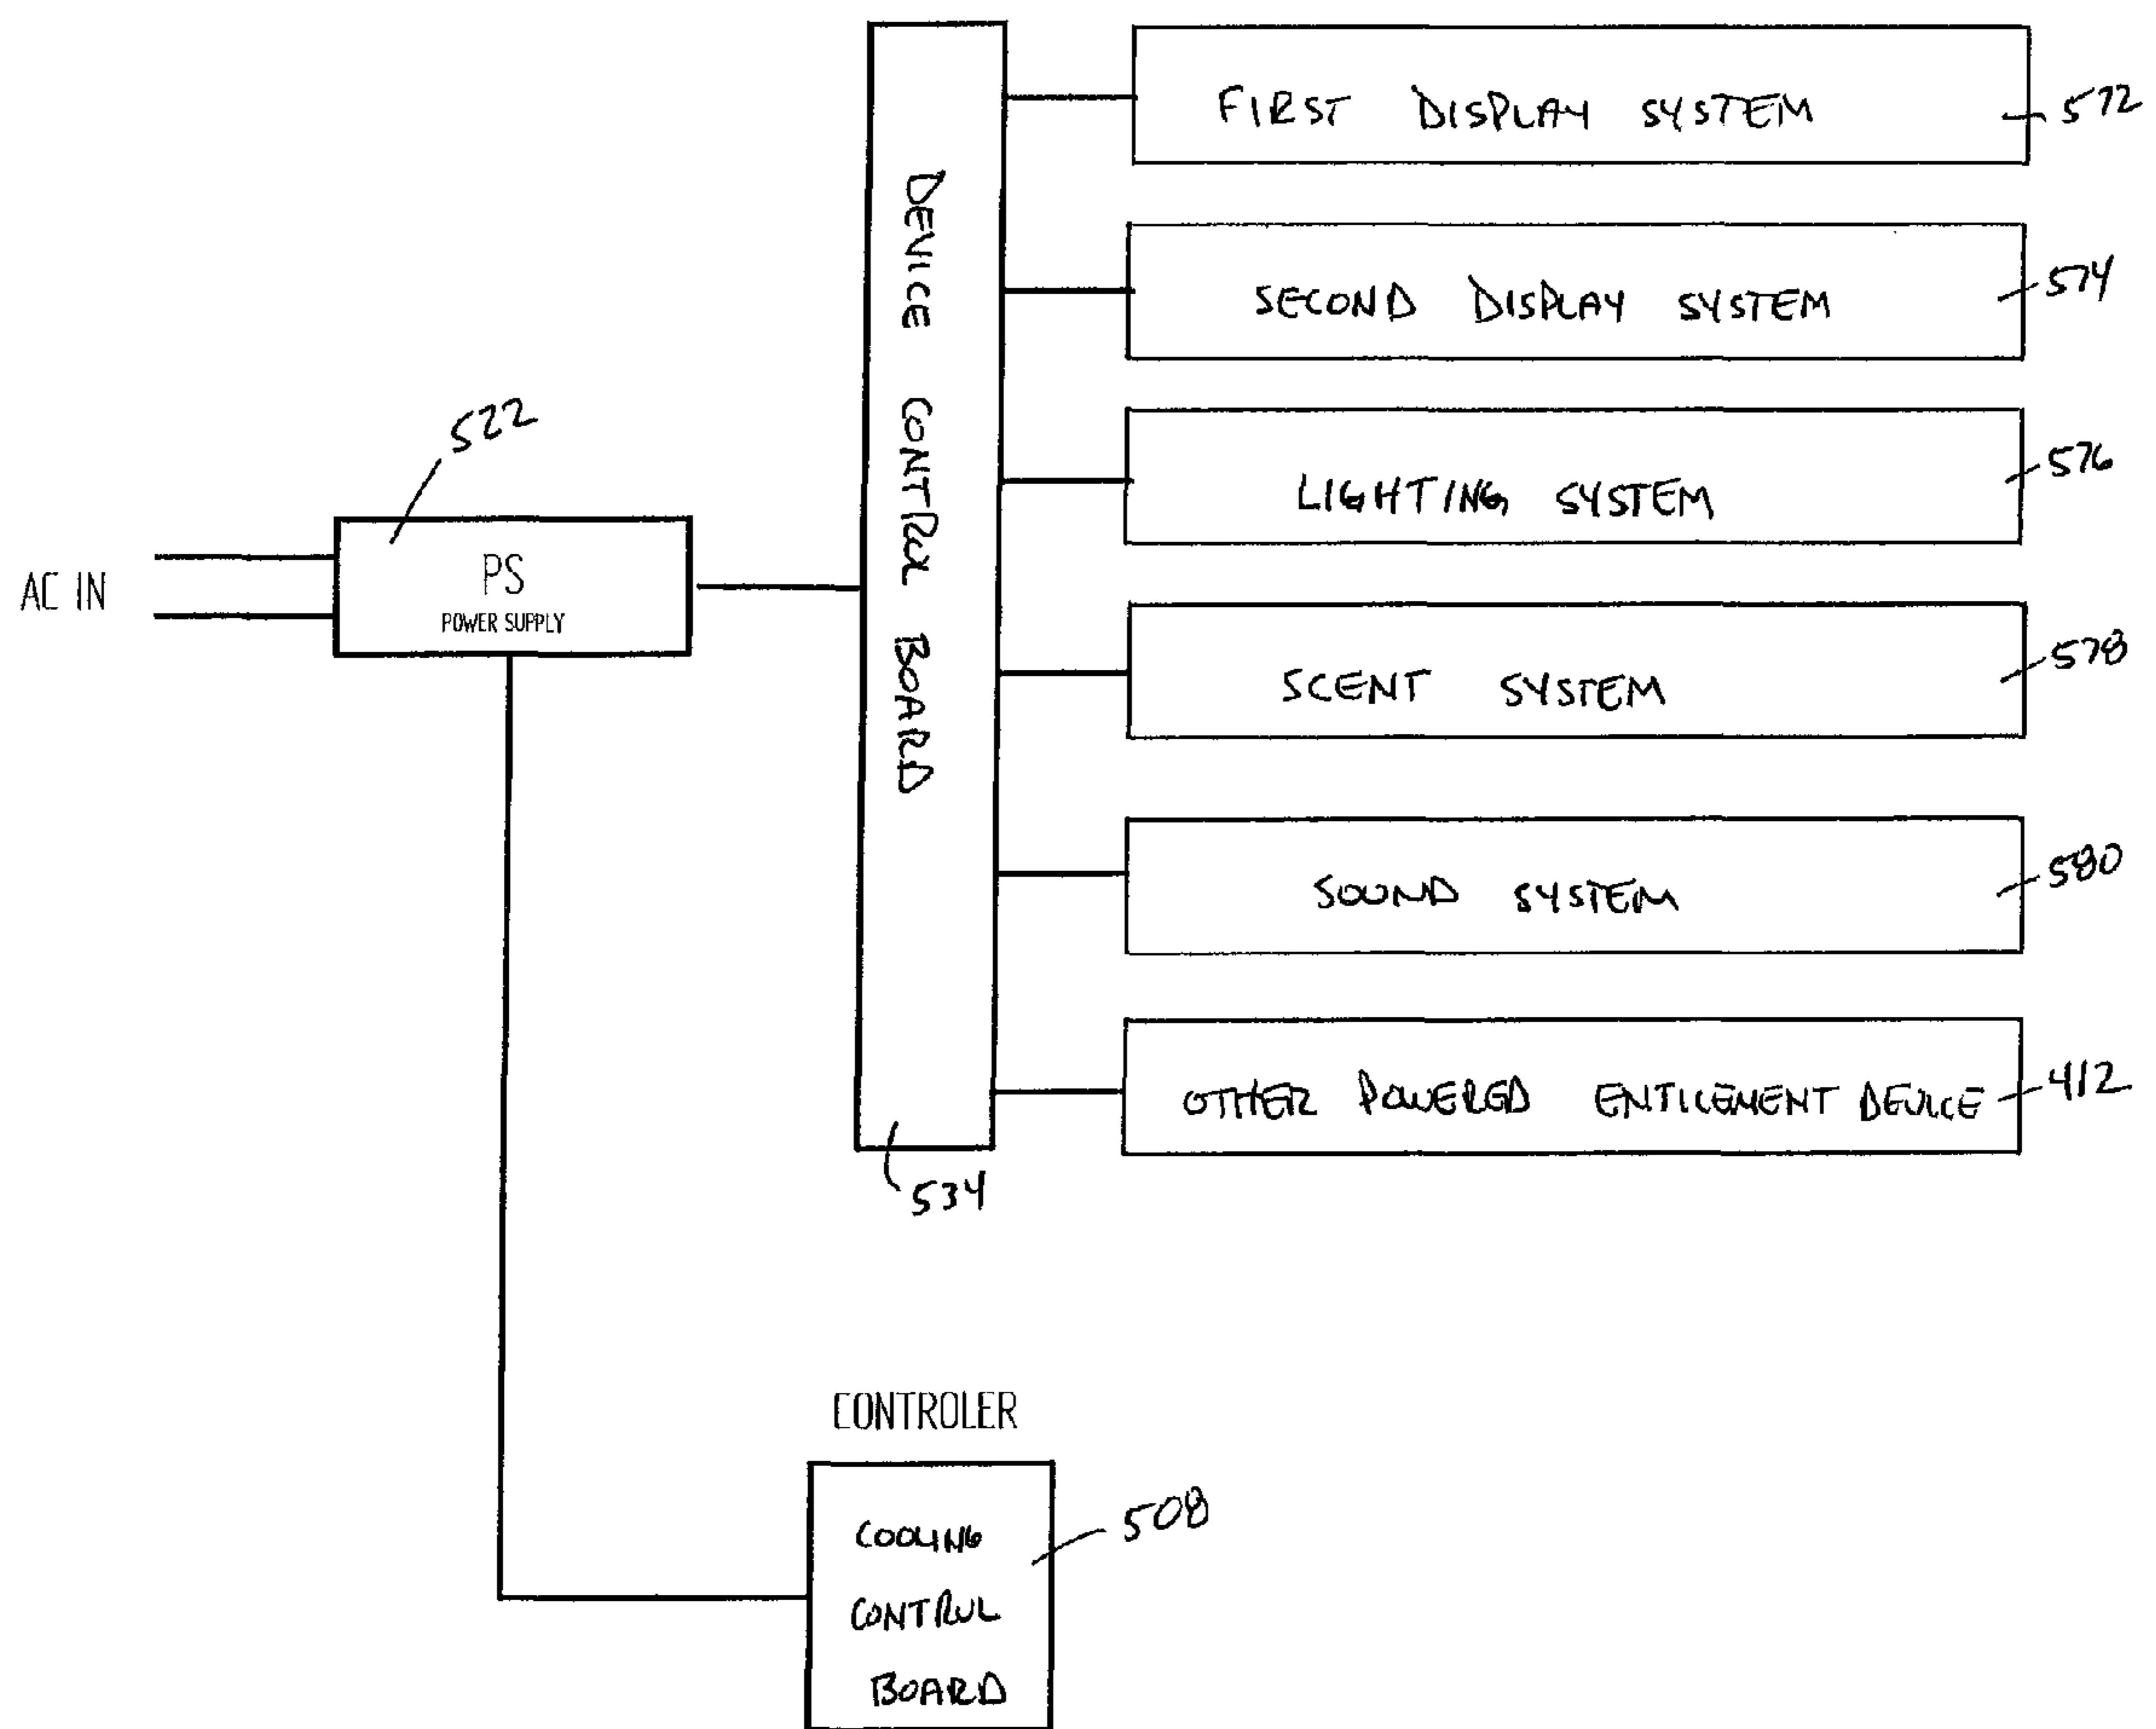 FIRST DISPLAY SYSTEM
572
SECOND DISPLAY SYSTEM
574
LIGHTING SYSTEM
576
SCENT SYSTEM
578
SOUND SYSTEM
580
OTHER POWERED ENTICEMENT DEVICE
412
DEVICE CONTROL BOARD
534
522
AC IN
PS
POWER SUPPLY
CONTROLER
COOLING
CONTROL
BOARD
508